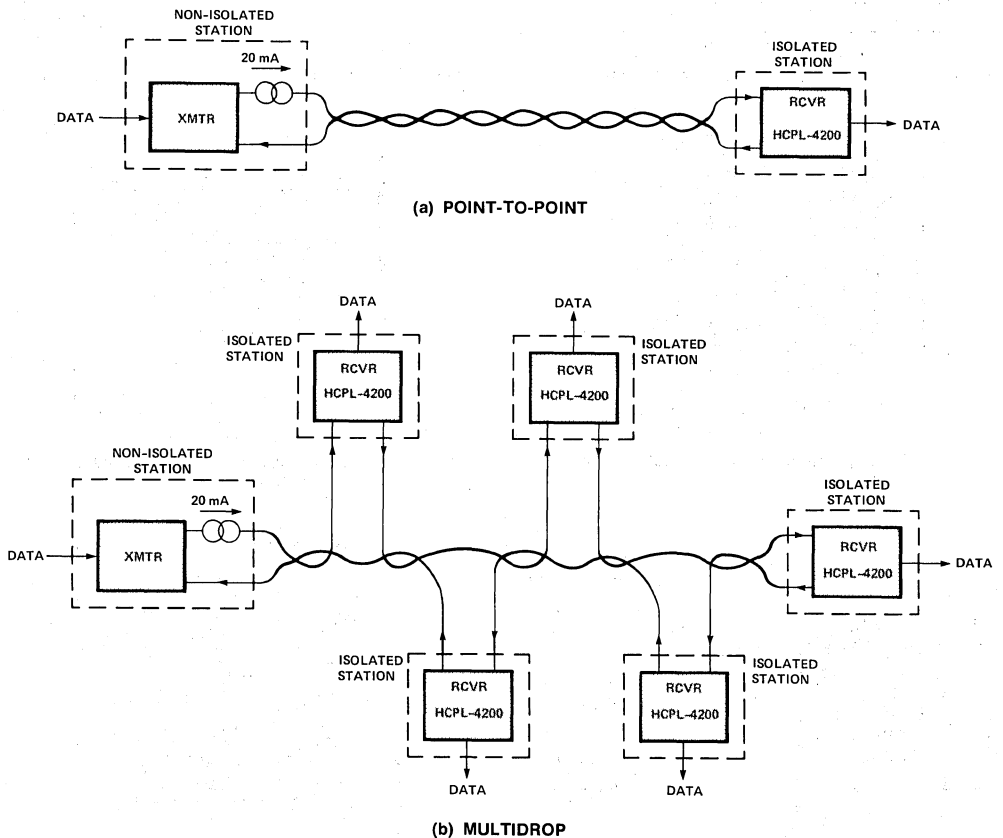 NON-ISOLATED
STATION
20 mA
DATA
XMTR
ISOLATED
STATION
RCVR
HCPL-4200
DATA
(a) POINT-TO-POINT
DATA
ISOLATED
STATION
RCVR
HCPL-4200
DATA
ISOLATED
STATION
RCVR
HCPL-4200
NON-ISOLATED
STATION
20 mA
DATA
XMTR
ISOLATED
STATION
RCVR
HCPL-4200
DATA
ISOLATED
STATION
RCVR
HCPL-4200
DATA
ISOLATED
STATION
RCVR
HCPL-4200
DATA
(b) MULTIDROP